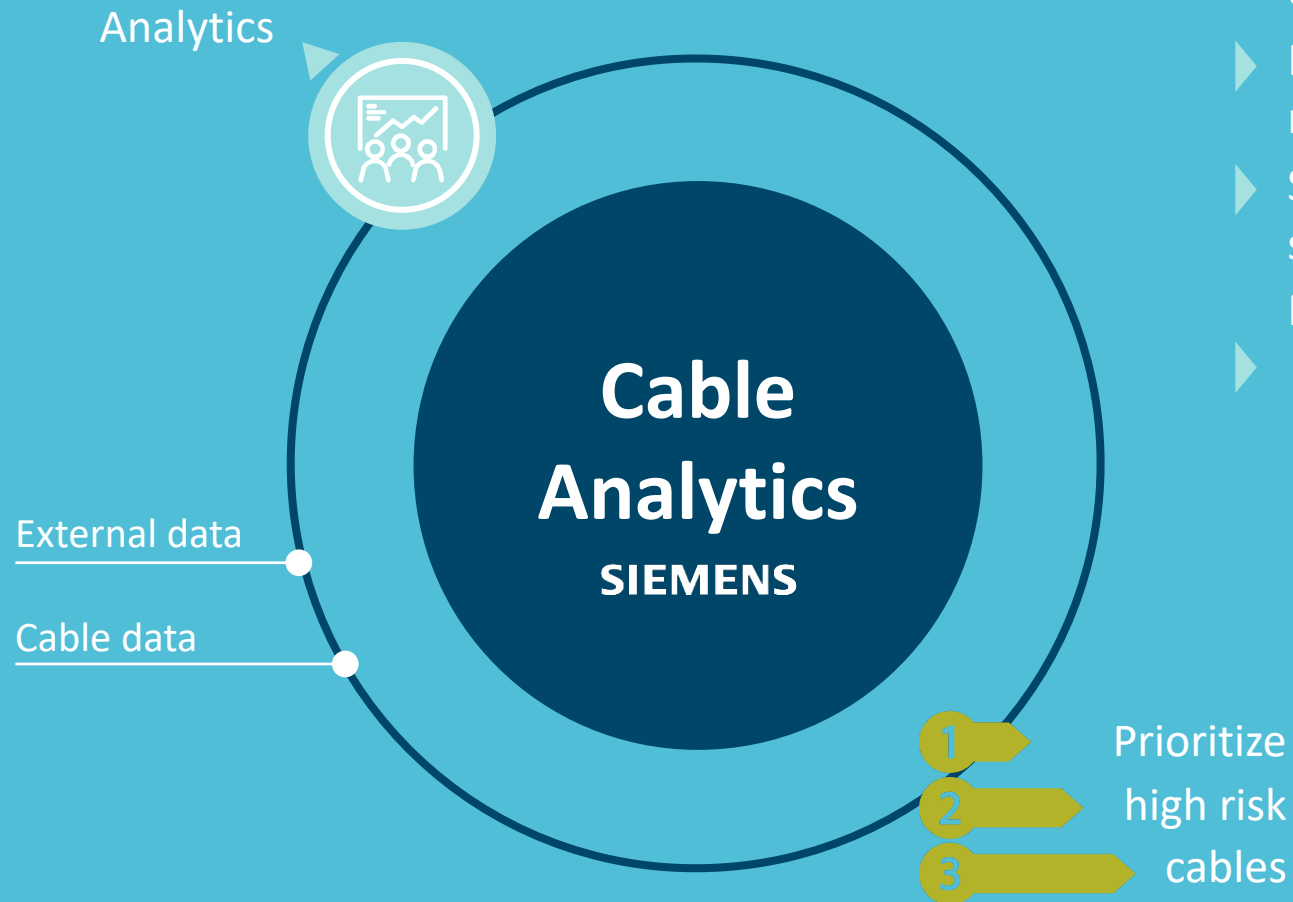 Analytics
Cable
Analytics
SIEMENS
External data
Cable data
1
Prioritize
2
high risk
3
cables